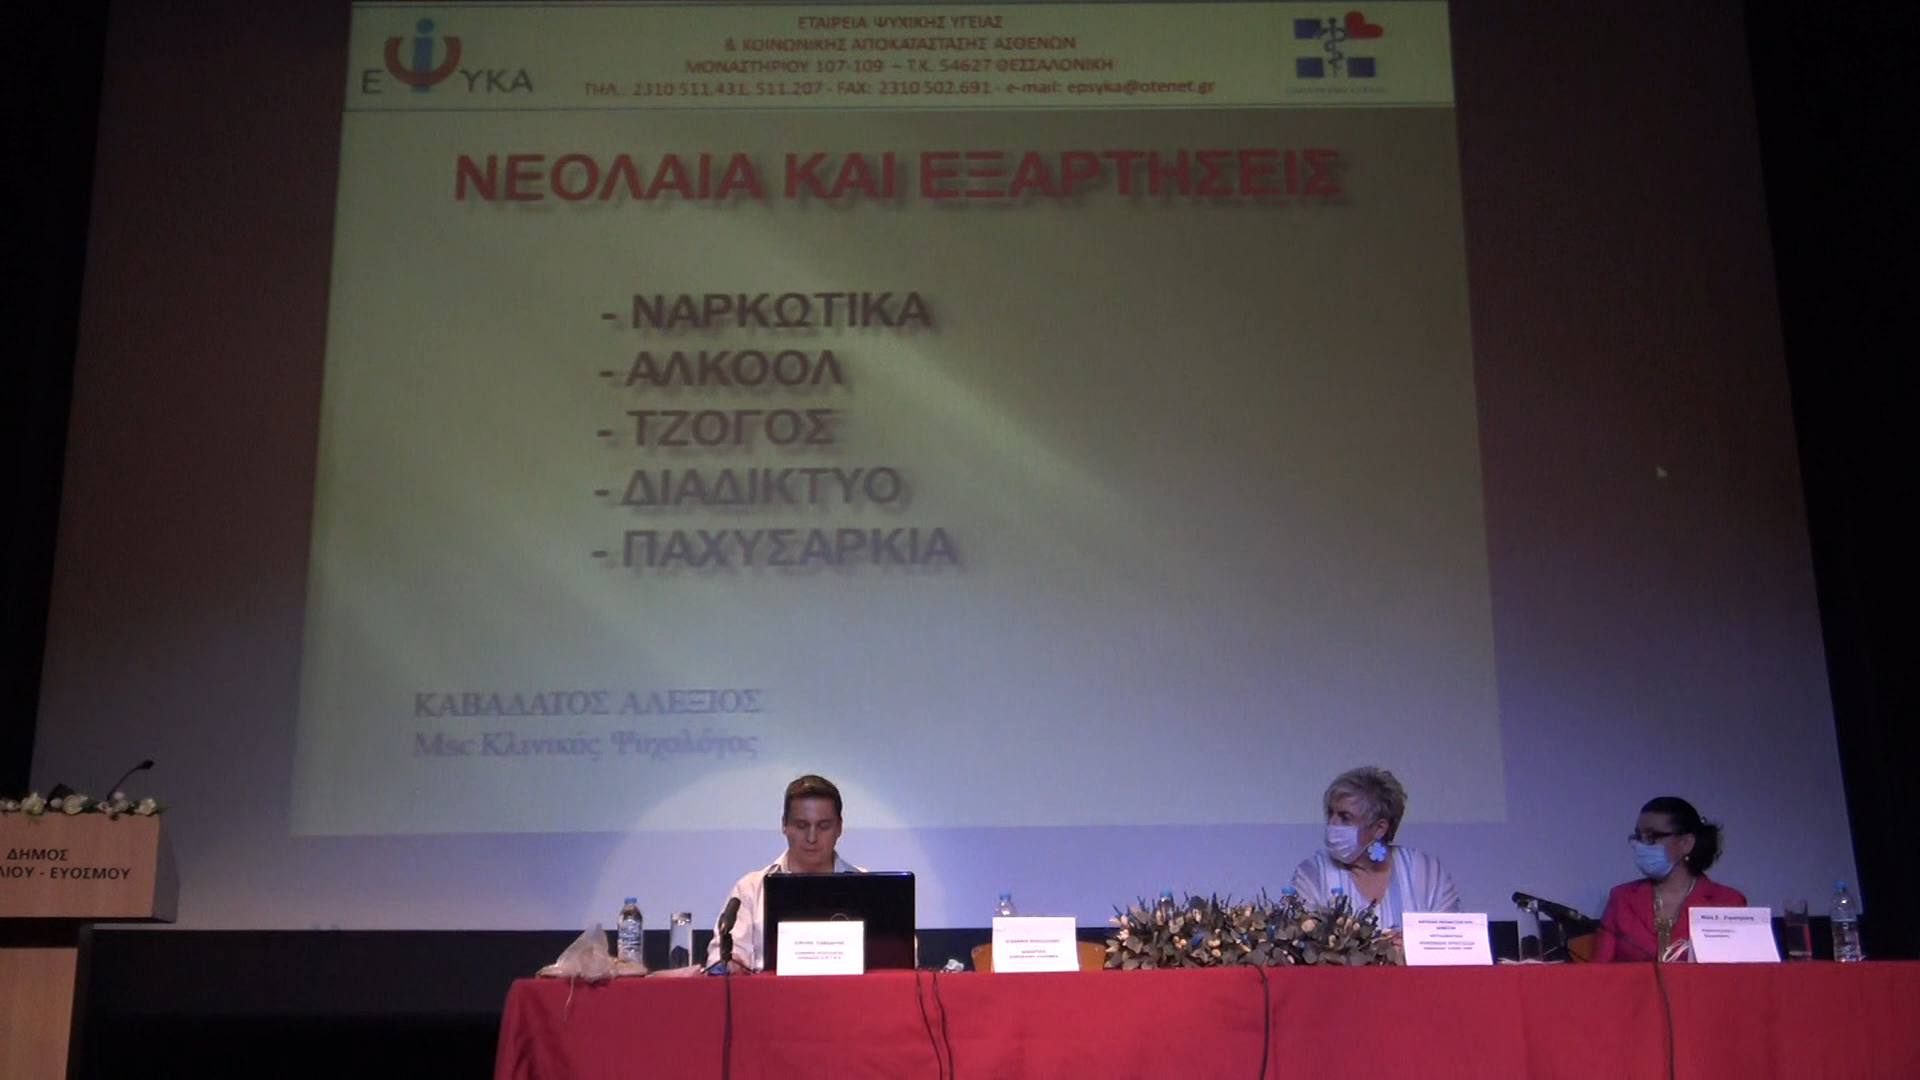 ΕΨΥΚΑ
ΕΤΑΙΡΕΙΑ ΨΥΧΙΚΗΣ ΥΓΕΙΑΣ
& ΚΟΙΝΩΝΙΚΗΣ ΑΠΟΚΑΤΑΣΤΑΣΗΣ ΑΣΘΕΝΩΝ
ΜΟΝΑΣΤΗΡΙΟΥ 107-109 – Τ.Κ. 54627 ΘΕΣΣΑΛΟΝΙΚΗ
ΤΗΛ.: 2310 511.431, 511.207 - FAX: 2310 502.691 - e-mail: epsyka@otenet.gr
ΝΕΟΛΑΙΑ ΚΑΙ ΕΞΑΡΤΗΣΕΙΣ
- ΝΑΡΚΩΤΙΚΑ
- ΑΛΚΟΟΛ
- ΤΖΟΓΟΣ
- ΔΙΑΔΙΚΤΥΟ
- ΠΑΧΥΣΑΡΚΙΑ
ΚΑΒΑΔΑΤΟΣ ΑΛΕΞΙΟΣ
Msc Κλινικός Ψυχολόγος
ΔΗΜΟΣ
ΛΙΟΥ - ΕΥΟΣΜΟΥ